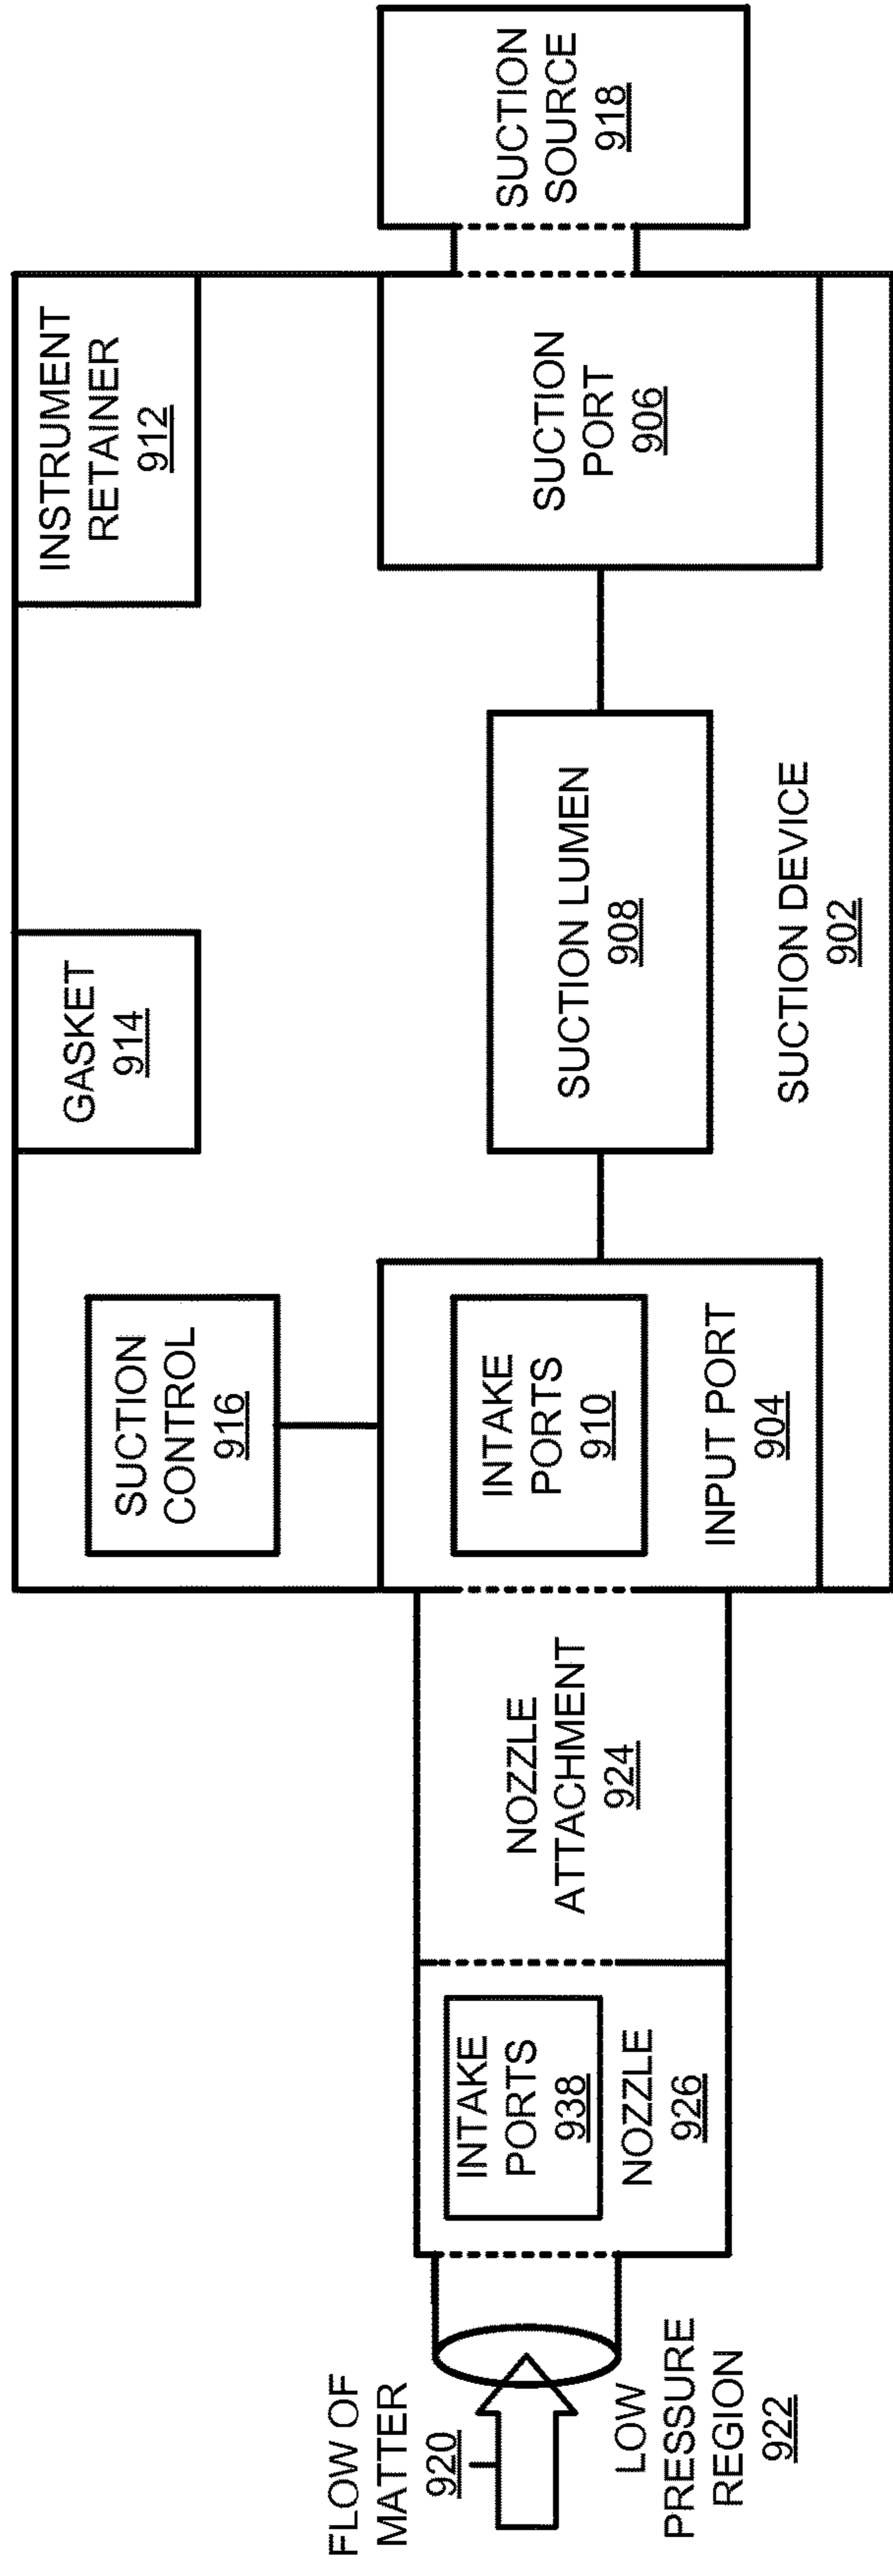 INSTRUMENT
RETAINER
912
GASKET
914
SUCTION
CONTROL
916
SUCTION
SOURCE
918
SUCTION
PORT
906
SUCTION LUMEN
908
SUCTION DEVICE
902
INTAKE
PORTS
910
INPUT PORT
904
NOZZLE
ATTACHMENT
924
INTAKE
PORTS
938
NOZZLE
926
FLOW OF
MATTER
920
LOW
PRESSURE
REGION
922